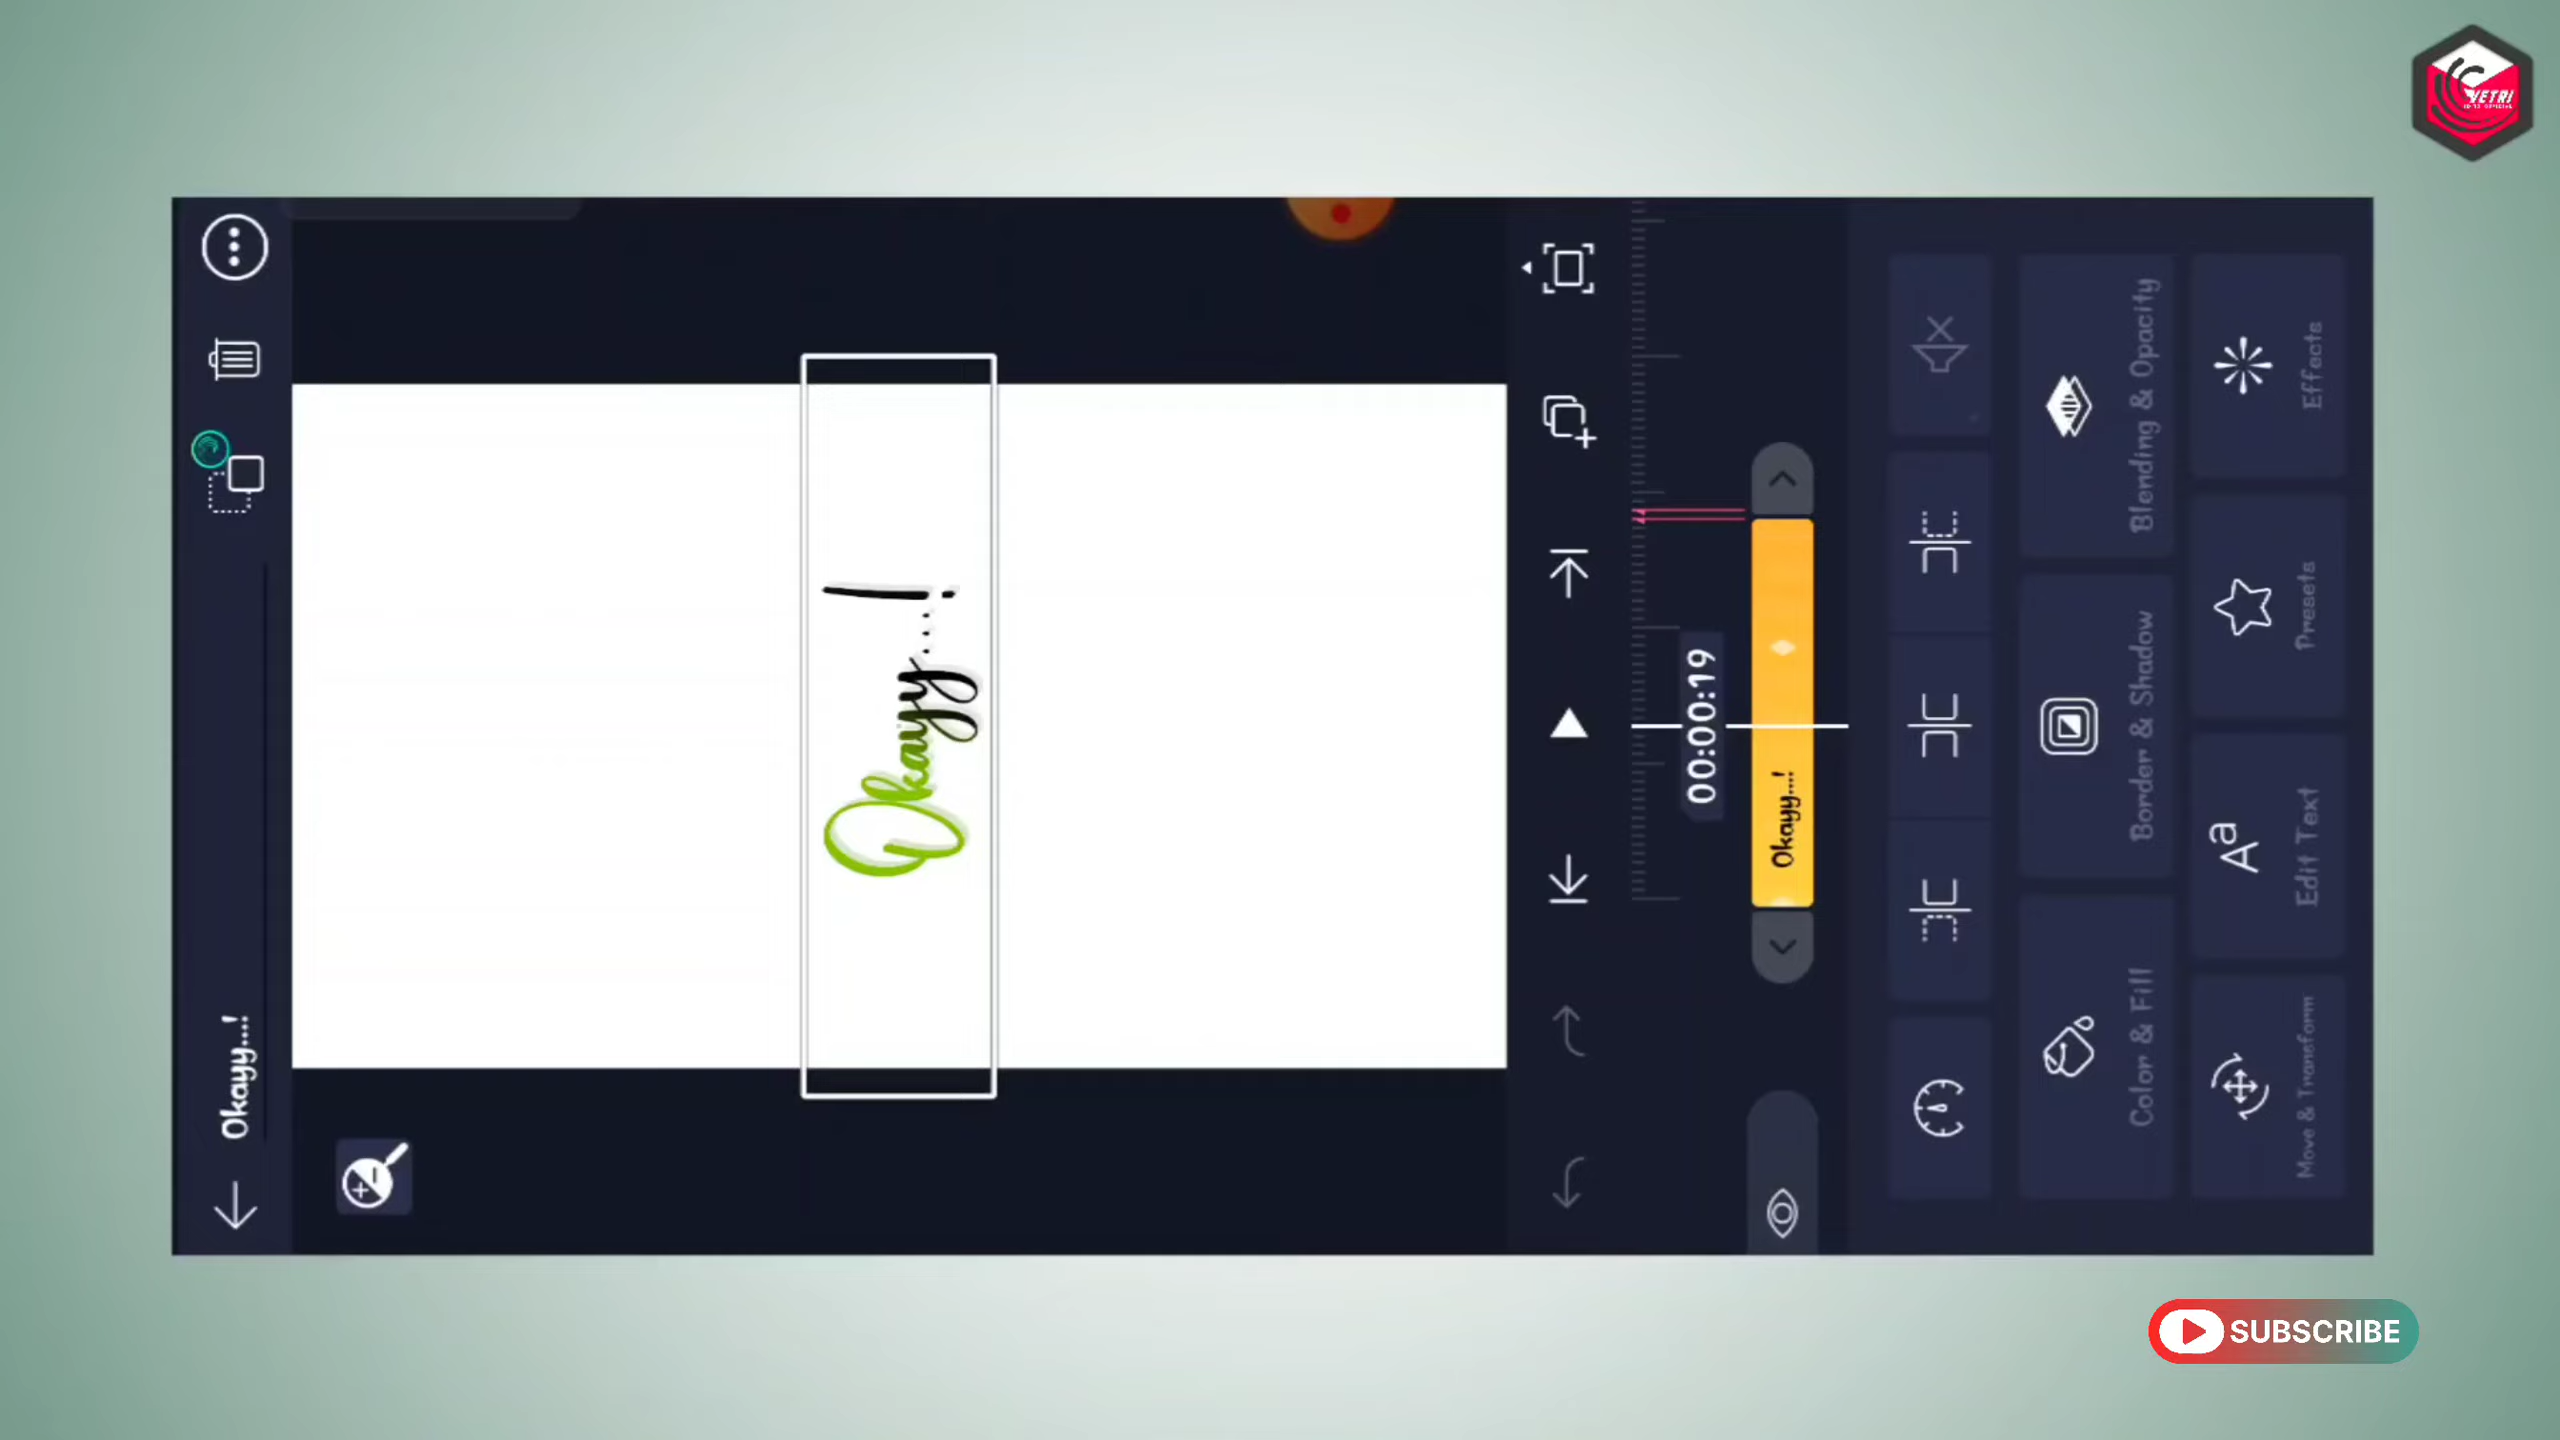 Okayy...!
Okayy....!
00:00:19
Okayy...!
Color & Fill
Border & Shadow
Blending & Opacity
Move & Transform
Edit Text
Presets
Effects
VETRI
SUBSCRIBE